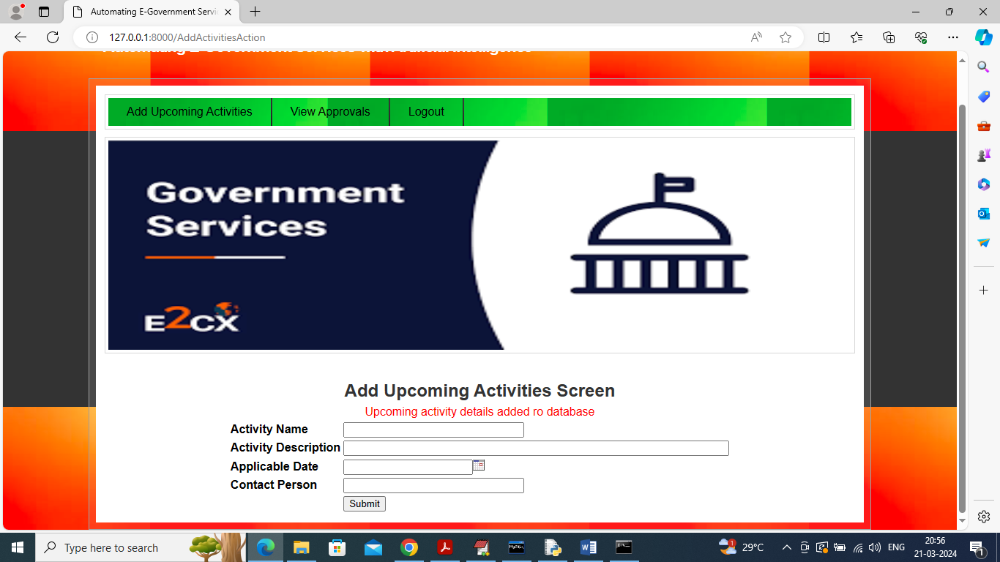 Automating E-Government Servic
127.0.0.1:8000/AddActivitiesAction
Add Upcoming Activities View Approvals Logout
Government
Services
E2CX
Add Upcoming Activities Screen
Upcoming activity details added ro database
Activity Name
Activity Description
Applicable Date
Contact Person
Submit
Type here to search
29°C
ENG
20:56
21-03-2024
1